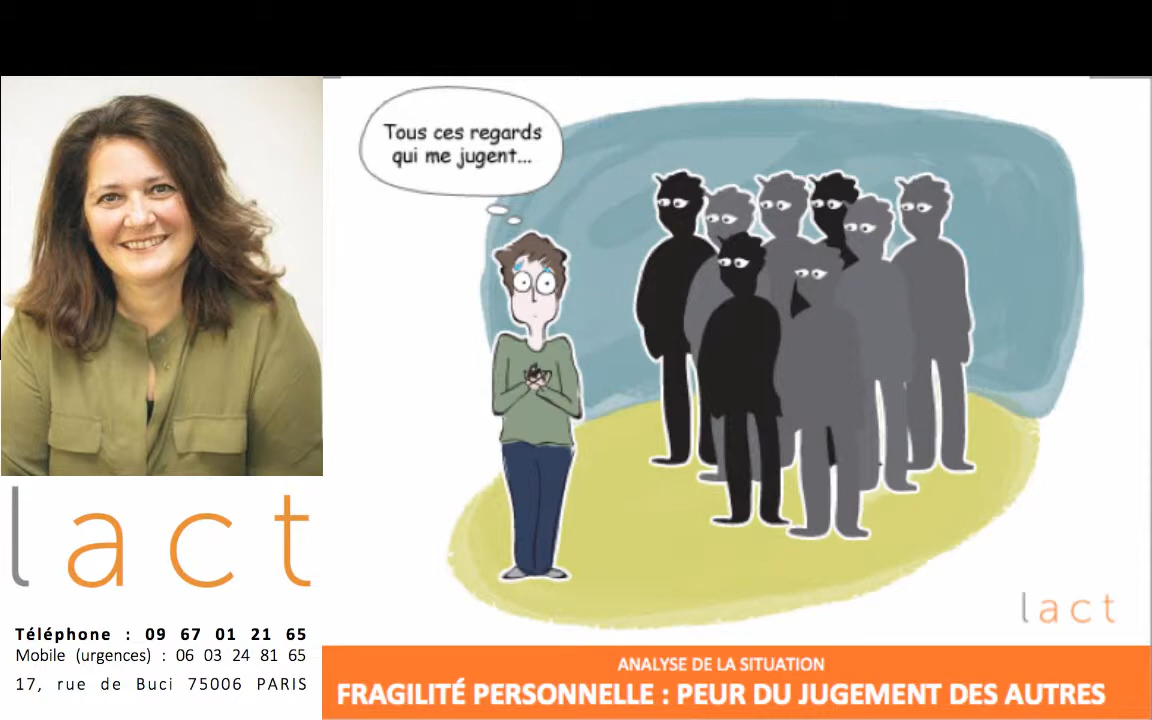 Tous ces regards
qui me jugent...
lact
Téléphone : 09 67 01 21 65
Mobile (urgences) : 06 03 24 81 65
17, rue de Buci 75006 PARIS
lact
ANALYSE DE LA SITUATION
FRAGILITÉ PERSONNELLE : PEUR DU JUGEMENT DES AUTRES